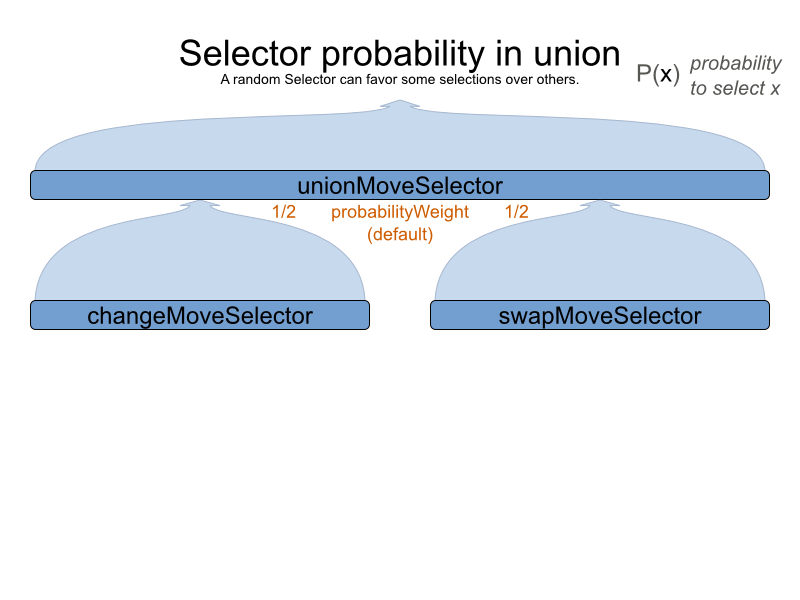 Selector probability in union
A random Selector can favor some selections over others.
P(x) probability
to select x
unionMoveSelector
1/2 probabilityWeight 1/2
(default)
changeMoveSelector
swapMoveSelector